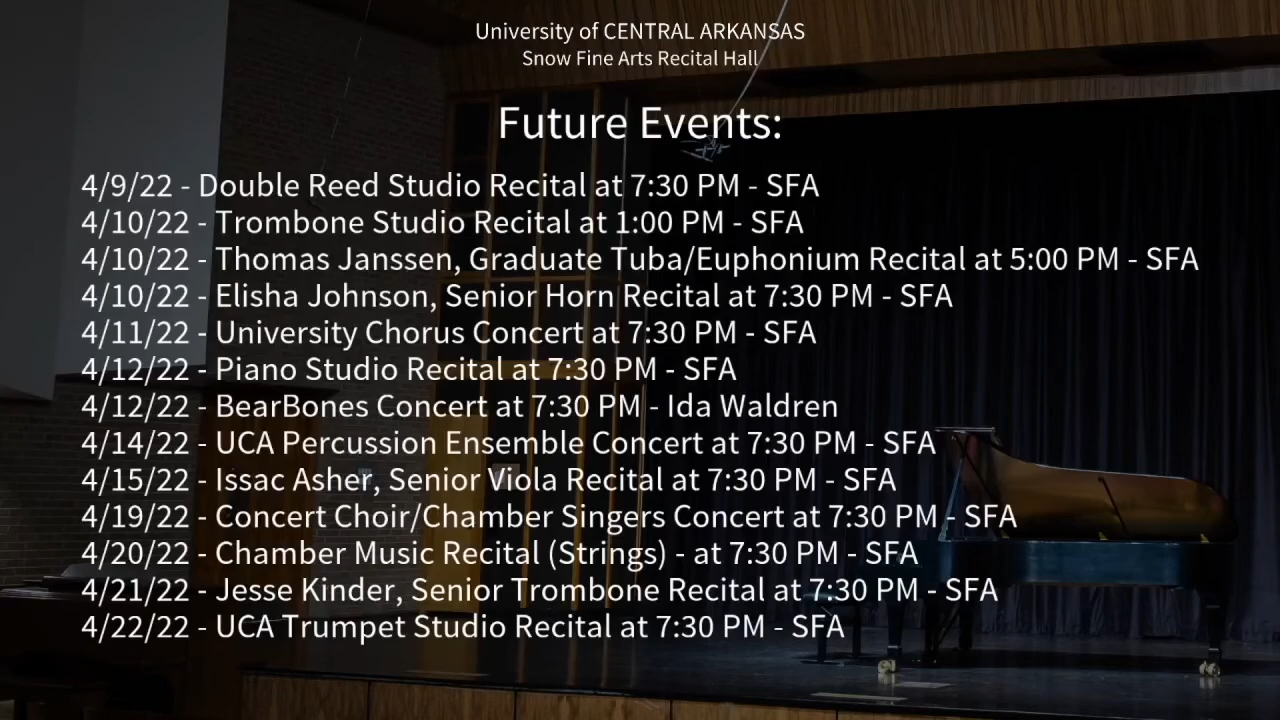 University of CENTRAL ARKANSAS
Snow Fine Arts Recital Hall
Future Events:
4/9/22 - Double Reed Studio Recital at 7:30 PM - SFA
4/10/22 - Trombone Studio Recital at 1:00 PM - SFA
4/10/22 - Thomas Janssen, Graduate Tuba/Euphonium Recital at 5:00 PM - SFA
4/10/22 - Elisha Johnson, Senior Horn Recital at 7:30 PM - SFA
4/11/22 - University Chorus Concert at 7:30 PM - SFA
4/12/22 - Piano Studio Recital at 7:30 PM - SFA
4/12/22 - BearBones Concert at 7:30 PM - Ida Waldren
4/14/22 - UCA Percussion Ensemble Concert at 7:30 PM - SFA
4/15/22 - Issac Asher, Senior Viola Recital at 7:30 PM - SFA
4/19/22 - Concert Choir/Chamber Singers Concert at 7:30 PM - SFA
4/20/22 - Chamber Music Recital (Strings) - at 7:30 PM - SFA
4/21/22 - Jesse Kinder, Senior Trombone Recital at 7:30 PM - SFA
4/22/22 - UCA Trumpet Studio Recital at 7:30 PM - SFA